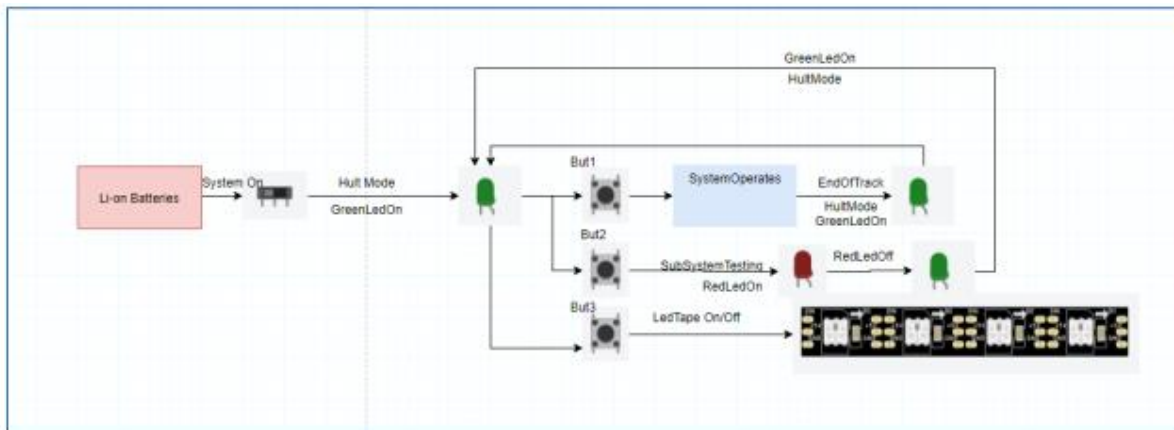 GreenLedOn
HultMode
But1
Li-on Batteries
System On
Hult Mode
GreenLedOn
SystemOperates
EndOfTrack
HultMode
GreenLedOn
But2
SubSystemTesting
RedLedOn
RedLedOff
But3
LedTape On/Off